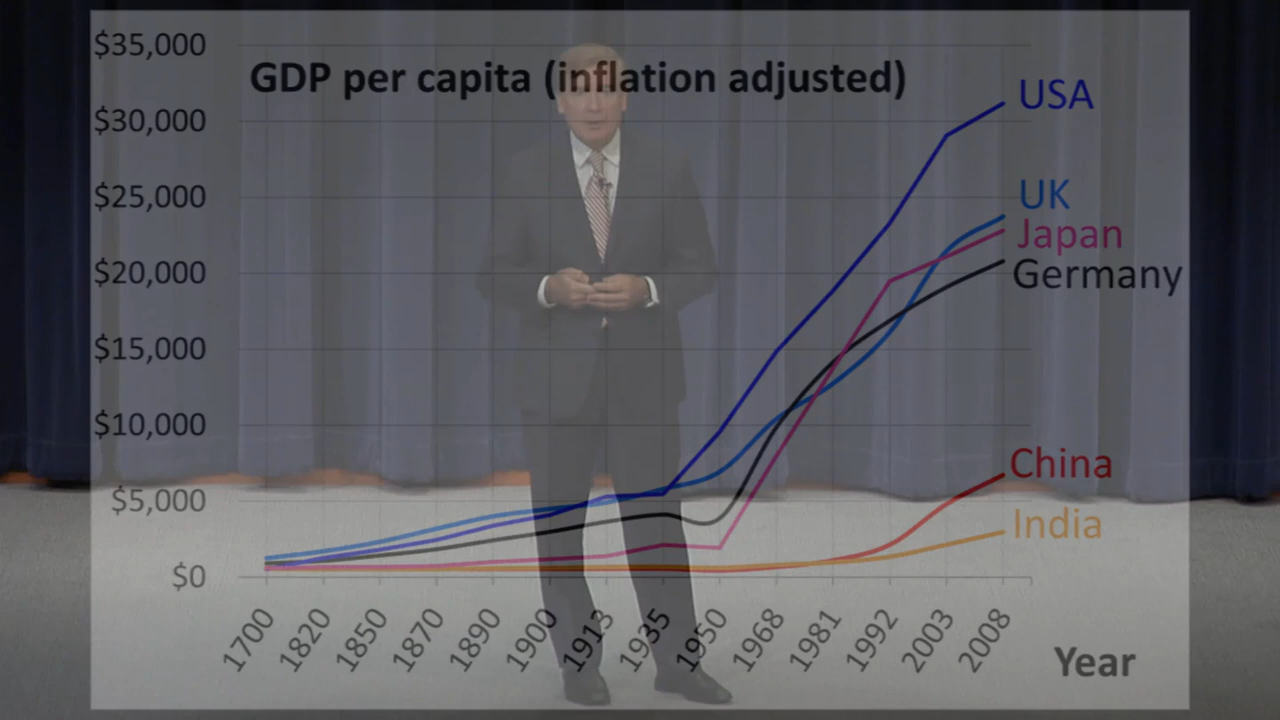 GDP per capita (inflation adjusted)
$35,000
$30,000
$25,000
$20,000
$15,000
$10,000
$5,000
$0
USA
UK
Japan
Germany
China
India
1700
1820
1850
1870
1890
1900
1913
1935
1950
1968
1981
1992
2003
2008
Year